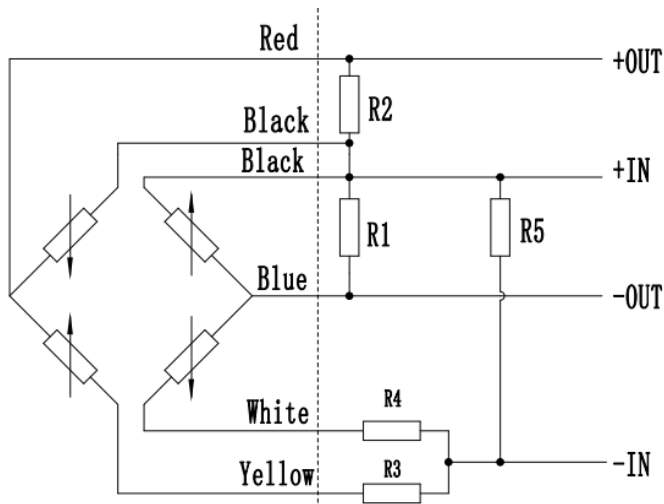 Red
+OUT
R2
Black
Black
+IN
R1
R5
Blue
-OUT
White
R4
Yellow
R3
-IN